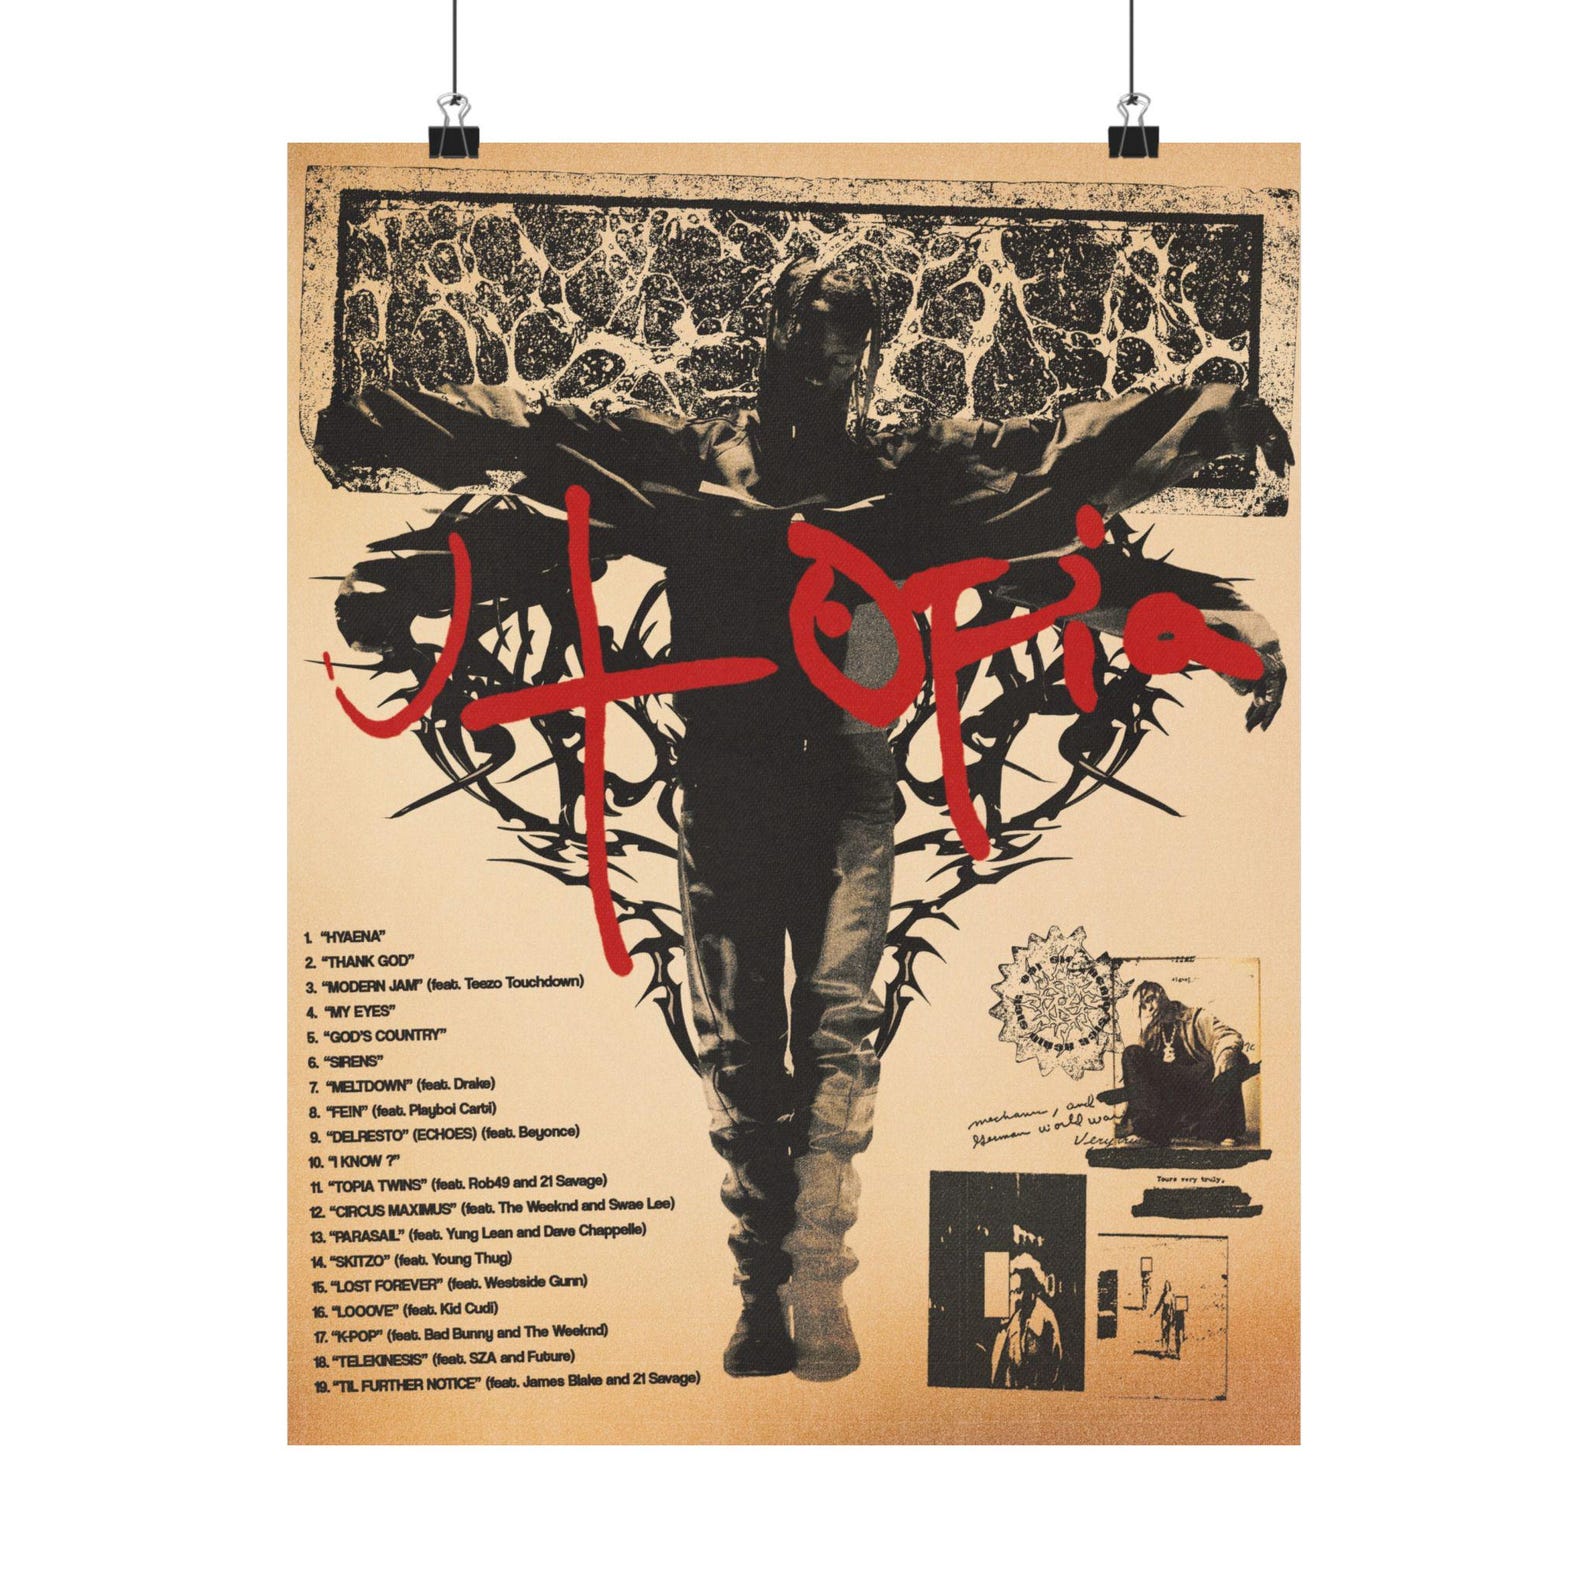 Utopia
1. “HYAENA”
2. “THANK GOD”
3. “MODERN JAM” (feat. Teezo Touchdown)
4. “MY EYES”
5. “GOD'S COUNTRY”
6. “SIRENS”
7. “MELTDOWN” (feat. Drake)
8. “FE!N” (feat. Playboi Carti)
9. “DELRESTO” (ECHOES) (feat. Beyonce)
10. “I KNOW ?”
11. “TOPIA TWINS” (feat. Rob49 and 21 Savage)
12. “CIRCUS MAXIMUS” (feat. The Weeknd and Swae Lee)
13. “PARASAIL” (feat. Yung Lean and Dave Chappelle)
14. “SKITZO” (feat. Young Thug)
15. “LOST FOREVER” (feat. Westside Gunn)
16. “LOOOVE” (feat. Kid Cudi)
17. “K-POP” (feat. Bad Bunny and The Weeknd)
18. “TELEKINESIS” (feat. SZA and Future)
19. “TIL FURTHER NOTICE” (feat. James Blake and 21 Savage)
, and
German world war
Very
Yours very truly,